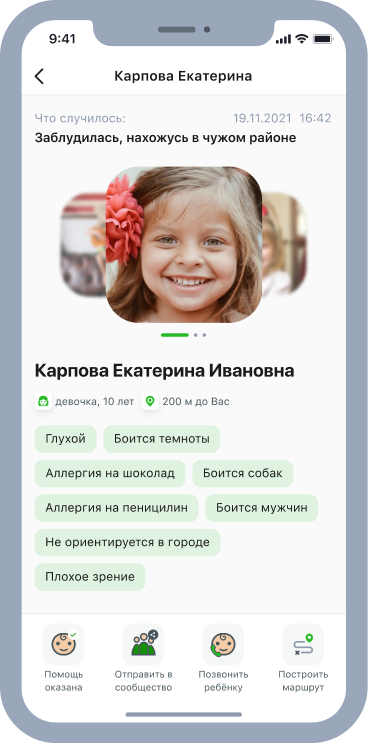 9:41
Карпова Екатерина
Что случилось: 19.11.2021 16:42
Заблудилась, нахожусь в чужом районе
Карпова Екатерина Ивановна
девочка, 10 лет 200 м до Вас
Глухой Боится темноты
Аллергия на шоколад Боится собак
Аллергия на пеницилин Боится мужчин
Не ориентируется в городе
Плохое зрение
Помощь оказана
Отправить в сообщество
Позвонить ребёнку
Построить маршрут